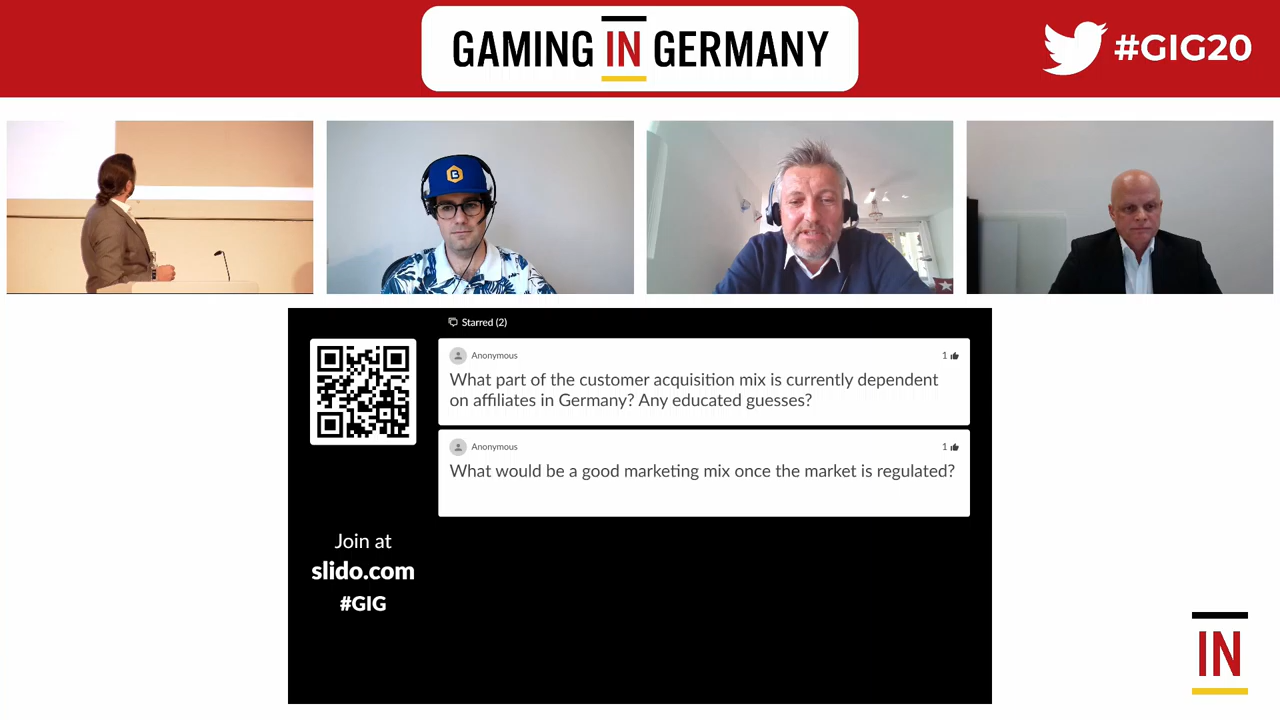 GAMING IN GERMANY
#GIG20
B
Starred (2)
Anonymous
1
What part of the customer acquisition mix is currently dependent
on affiliates in Germany? Any educated guesses?
Anonymous
1
What would be a good marketing mix once the market is regulated?
Join at
slido.com
#GIG
IN